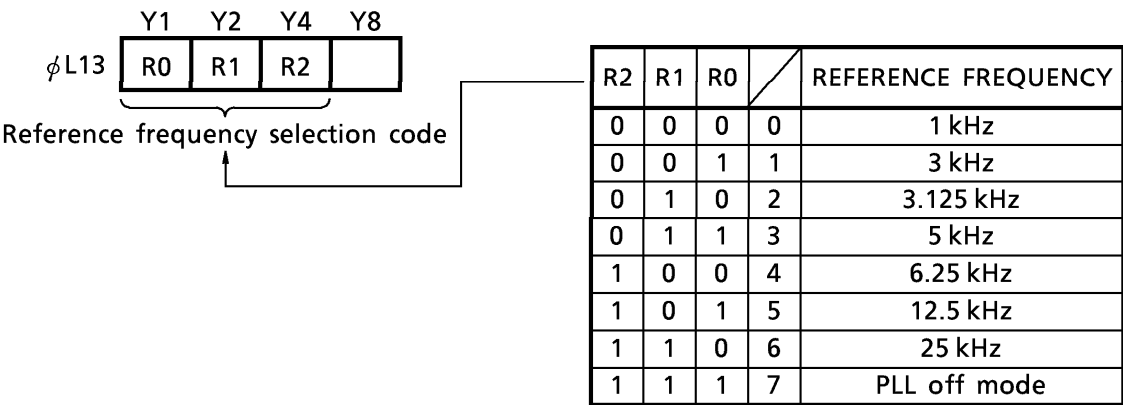 Y1 Y2 Y4 Y8
ϕL13 R0 R1 R2
Reference frequency selection code
R2 R1 R0 REFERENCE FREQUENCY
0 0 0 0 1 kHz
0 0 1 1 3 kHz
0 1 0 2 3.125 kHz
0 1 1 3 5 kHz
1 0 0 4 6.25 kHz
1 0 1 5 12.5 kHz
1 1 0 6 25 kHz
1 1 1 7 PLL off mode